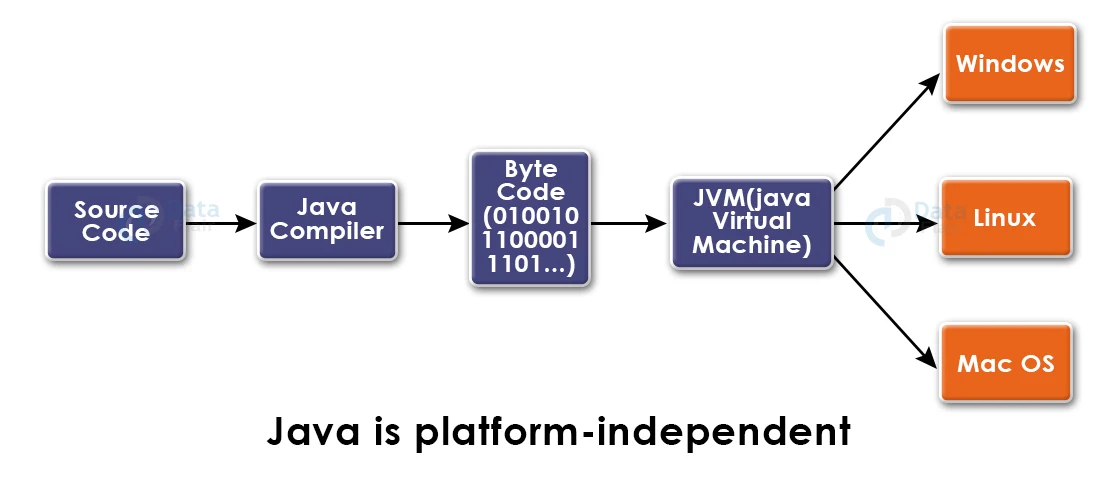 Windows
Source
Code
Java
Compiler
Byte
Code
(010010
1100001
1101...)
JVM(java
Virtual
Machine)
Linux
Mac OS
Data
Java is platform-independent